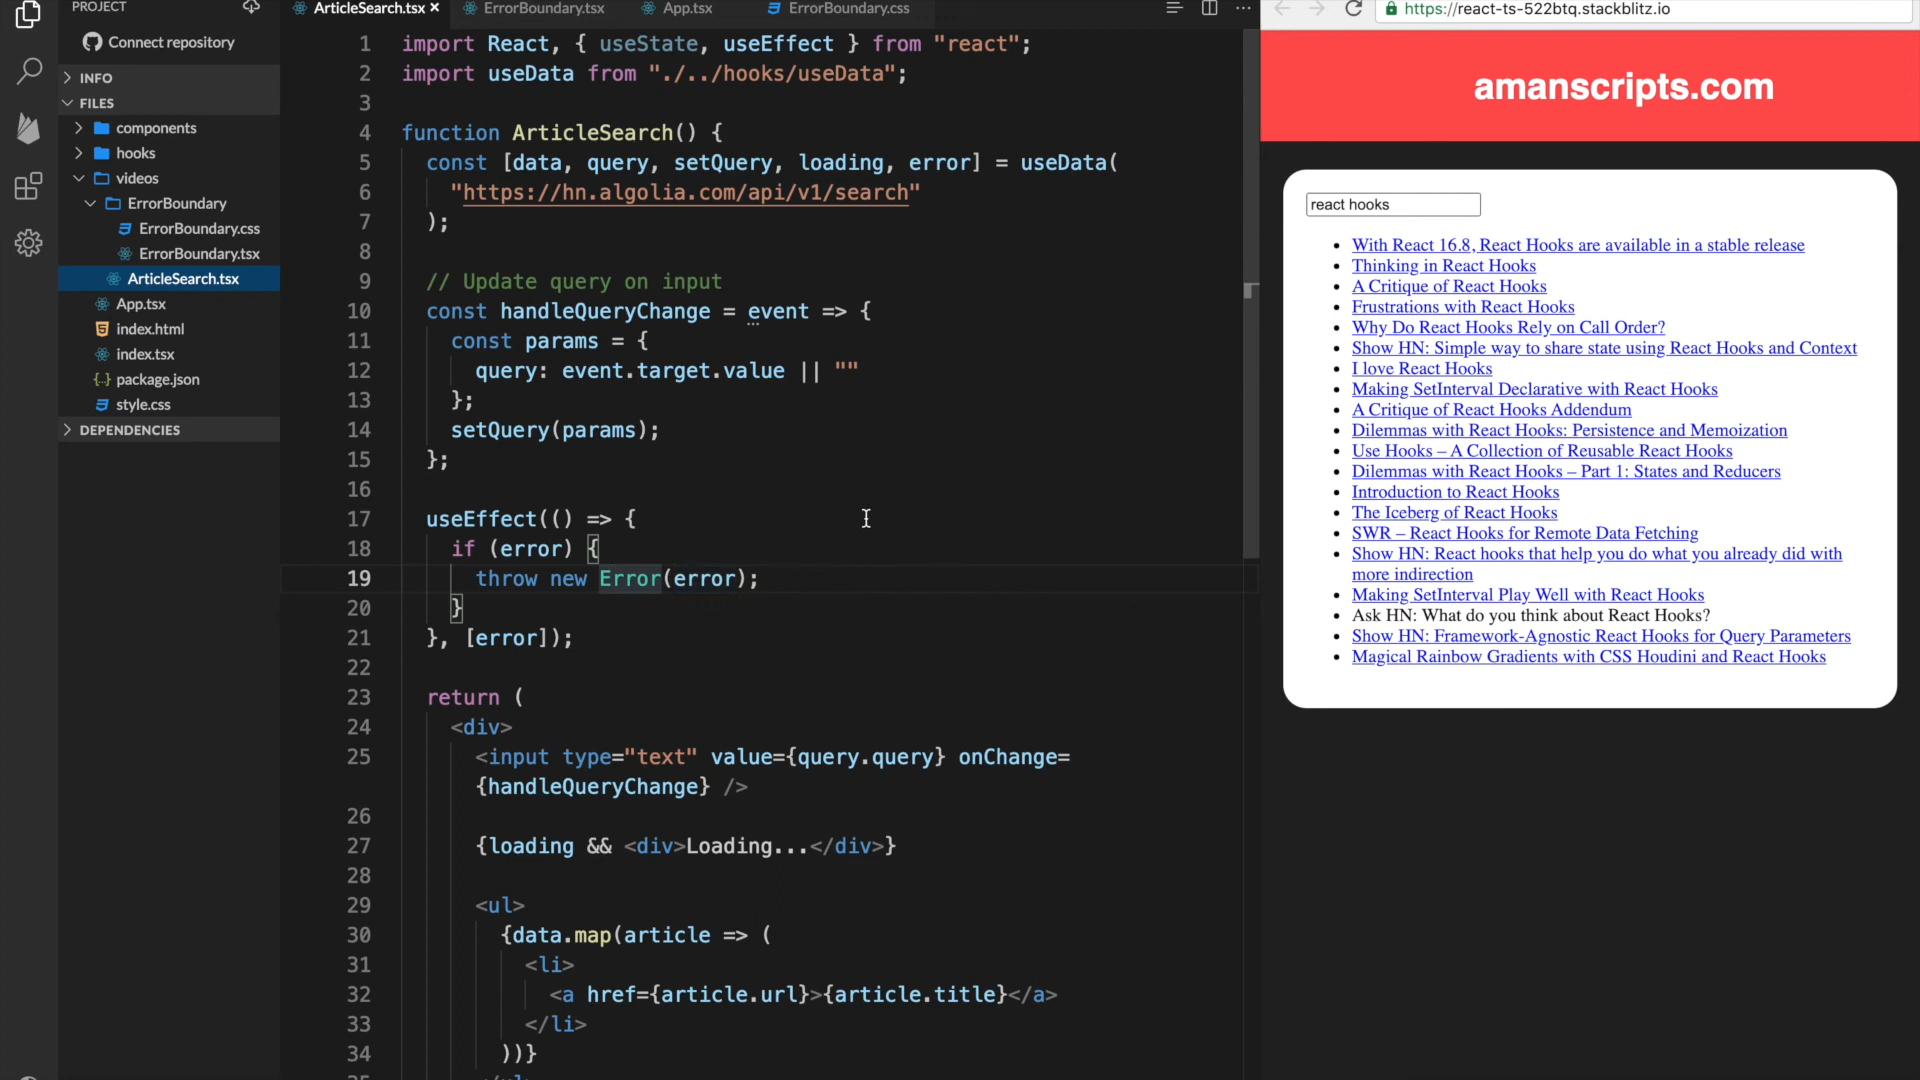 PROJECT
Connect repository
INFO
FILES
components
hooks
videos
ErrorBoundary
ErrorBoundary.css
ErrorBoundary.tsx
ArticleSearch.tsx
App.tsx
index.html
index.tsx
package.json
style.css
DEPENDENCIES
ArticleSearch.tsx ErrorBoundary.tsx App.tsx ErrorBoundary.css
1 import React, { useState, useEffect } from "react";
2 import useData from "./../hooks/useData";
3
4 function ArticleSearch() {
5 const [data, query, setQuery, loading, error] = useData(
6 "https://hn.algolia.com/api/v1/search"
7 );
8
9 // Update query on input
10 const handleQueryChange = event => {
11 const params = {
12 query: event.target.value || ""
13 };
14 setQuery(params);
15 };
16
17 useEffect(() => {
18 if (error) {
19 throw new Error(error);
20 }
21 }, [error]);
22
23 return (
24 <div>
25 <input type="text" value={query.query} onChange=
{handleQueryChange} />
26
27 {loading && <div>Loading...</div>}
28
29 <ul>
30 {data.map(article => (
31 <li>
32 <a href={article.url}>{article.title}</a>
33 </li>
34 ))}
https://react-ts-522btq.stackblitz.io
amanscripts.com
react hooks
With React 16.8, React Hooks are available in a stable release
Thinking in React Hooks
A Critique of React Hooks
Frustrations with React Hooks
Why Do React Hooks Rely on Call Order?
Show HN: Simple way to share state using React Hooks and Context
I love React Hooks
Making SetInterval Declarative with React Hooks
A Critique of React Hooks Addendum
Dilemmas with React Hooks: Persistence and Memoization
Use Hooks – A Collection of Reusable React Hooks
Dilemmas with React Hooks – Part 1: States and Reducers
Introduction to React Hooks
The Iceberg of React Hooks
SWR – React Hooks for Remote Data Fetching
Show HN: React hooks that help you do what you already did with
more indirection
Making SetInterval Play Well with React Hooks
Ask HN: What do you think about React Hooks?
Show HN: Framework-Agnostic React Hooks for Query Parameters
Magical Rainbow Gradients with CSS Houdini and React Hooks